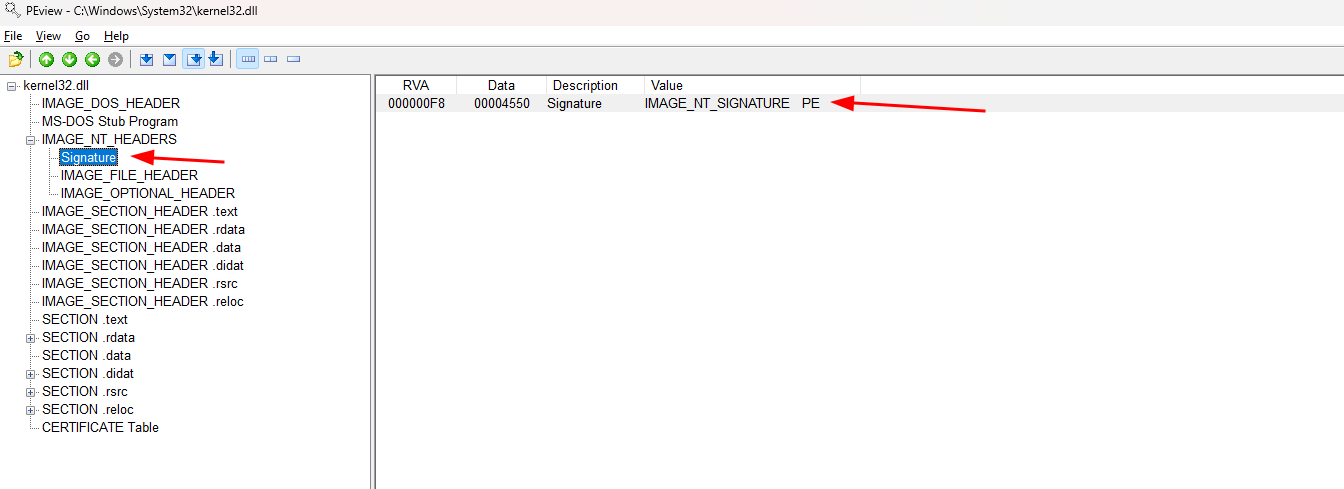 PEview - C:\Windows\System32\kernel32.dll
File View Go Help
kernel32.dll
IMAGE_DOS_HEADER
MS-DOS Stub Program
IMAGE_NT_HEADERS
Signature
IMAGE_FILE_HEADER
IMAGE_OPTIONAL_HEADER
IMAGE_SECTION_HEADER .text
IMAGE_SECTION_HEADER .rdata
IMAGE_SECTION_HEADER .data
IMAGE_SECTION_HEADER .didat
IMAGE_SECTION_HEADER .rsrc
IMAGE_SECTION_HEADER .reloc
SECTION .text
SECTION .rdata
SECTION .data
SECTION .didat
SECTION .rsrc
SECTION .reloc
CERTIFICATE Table
RVA Data Description Value
000000F8 00004550 Signature IMAGE_NT_SIGNATURE PE